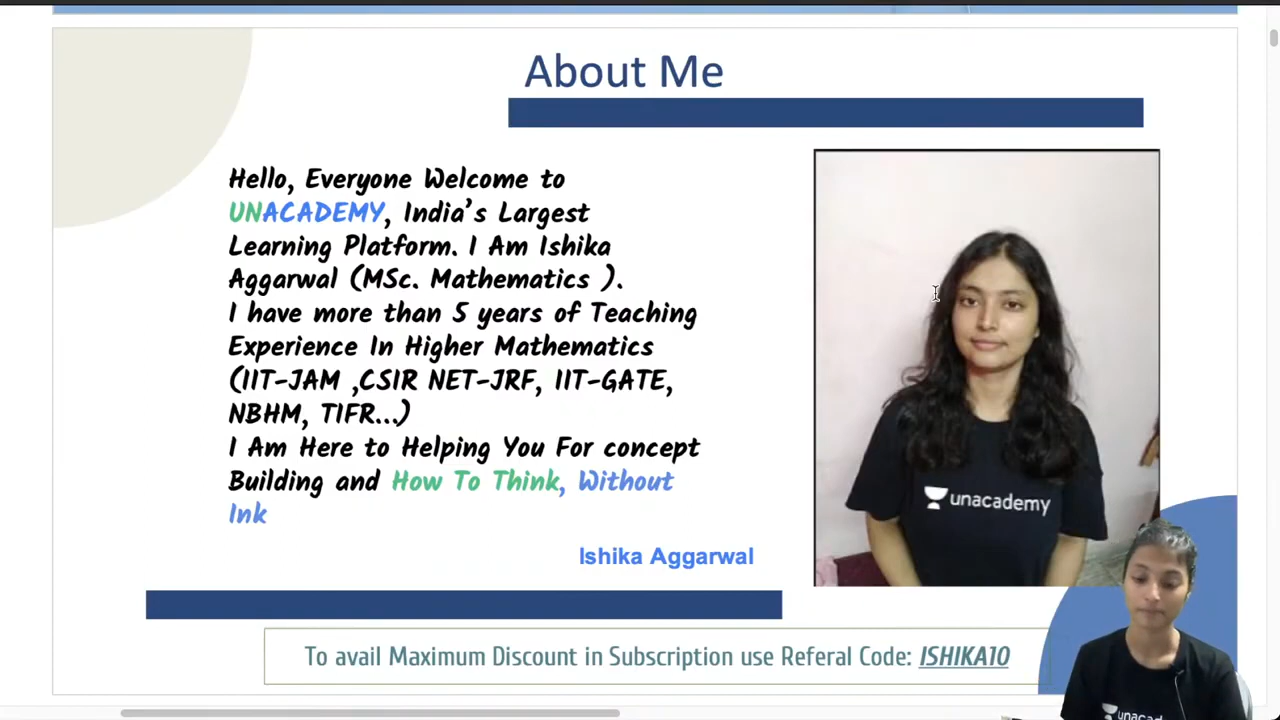 About Me
Hello, Everyone Welcome to
UNACADEMY, India's Largest
Learning Platform. I Am Ishika
Aggarwal (MSc. Mathematics ).
I have more than 5 years of Teaching
Experience In Higher Mathematics
(IIT-JAM ,CSIR NET-JRF, IIT-GATE,
NBHM, TIFR...)
I Am Here to Helping You For concept
Building and How To Think, Without
Ink
Ishika Aggarwal
unacademy
To avail Maximum Discount in Subscription use Referal Code: ISHIKA10
unacad